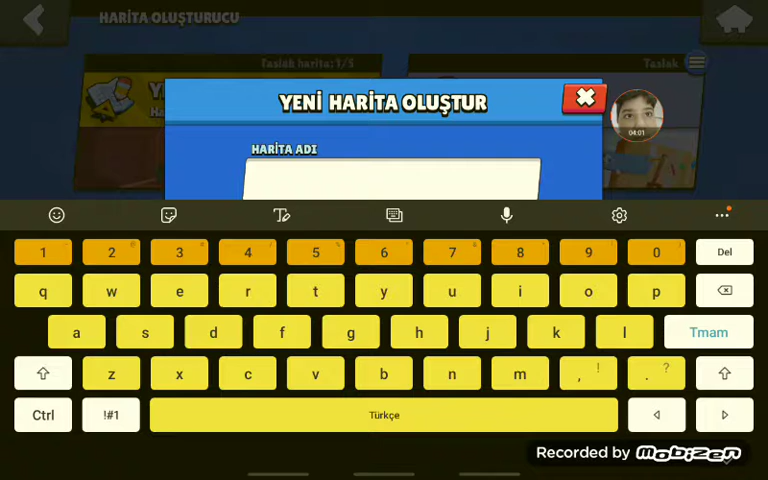 HARİTA OLUŞTURUCU
Taslak harita: 1/5
Taslak
YENİ HARİTA OLUŞTUR
04:01
HARİTA ADI
1 2 3 4 5 6 7 8 9 0 Del
q w e r t y u i o p
a s d f g h j k l Tmam
z x c v b n m , ! . ?
Ctrl !#1 Türkçe
Recorded by mobizen